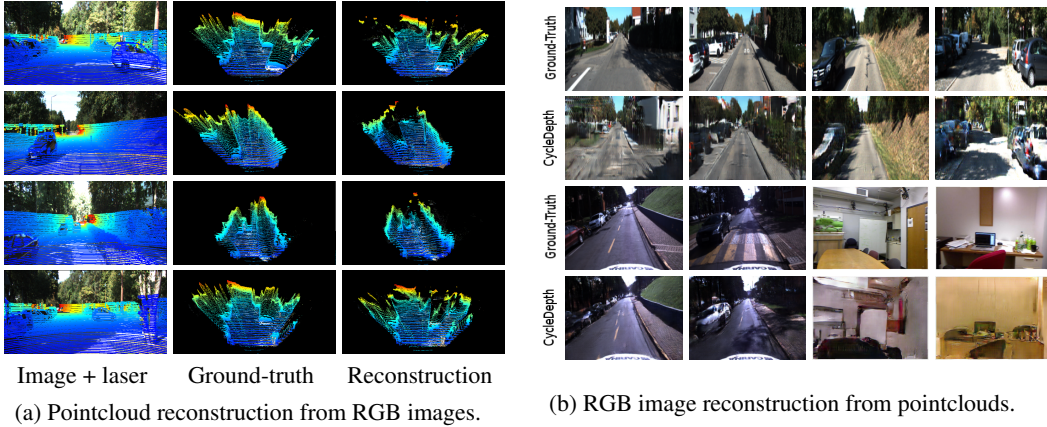 Image + laser
Ground-truth
Reconstruction
(a) Pointcloud reconstruction from RGB images.
Ground-Truth
CycleDepth
Ground-Truth
CycleDepth
(b) RGB image reconstruction from pointclouds.